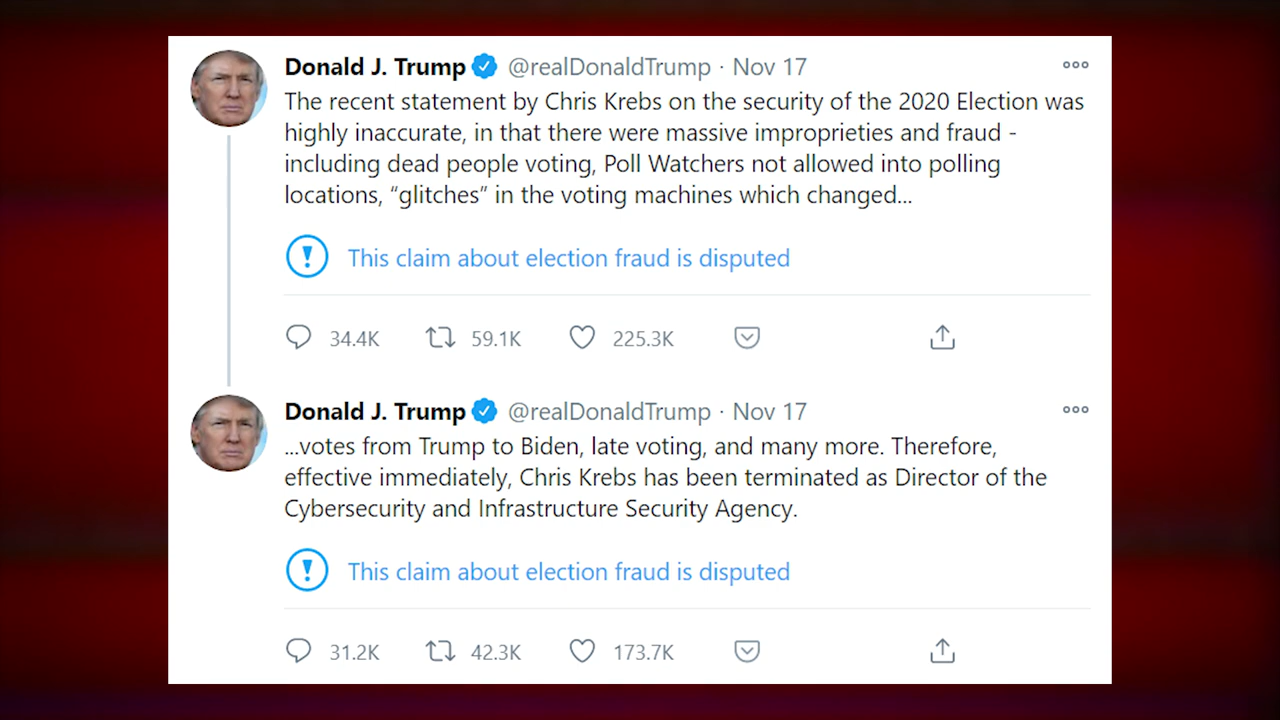 Donald J. Trump @realDonaldTrump · Nov 17
The recent statement by Chris Krebs on the security of the 2020 Election was
highly inaccurate, in that there were massive improprieties and fraud -
including dead people voting, Poll Watchers not allowed into polling
locations, “glitches” in the voting machines which changed...
This claim about election fraud is disputed
34.4K 59.1K 225.3K
Donald J. Trump @realDonaldTrump · Nov 17
...votes from Trump to Biden, late voting, and many more. Therefore,
effective immediately, Chris Krebs has been terminated as Director of the
Cybersecurity and Infrastructure Security Agency.
This claim about election fraud is disputed
31.2K 42.3K 173.7K